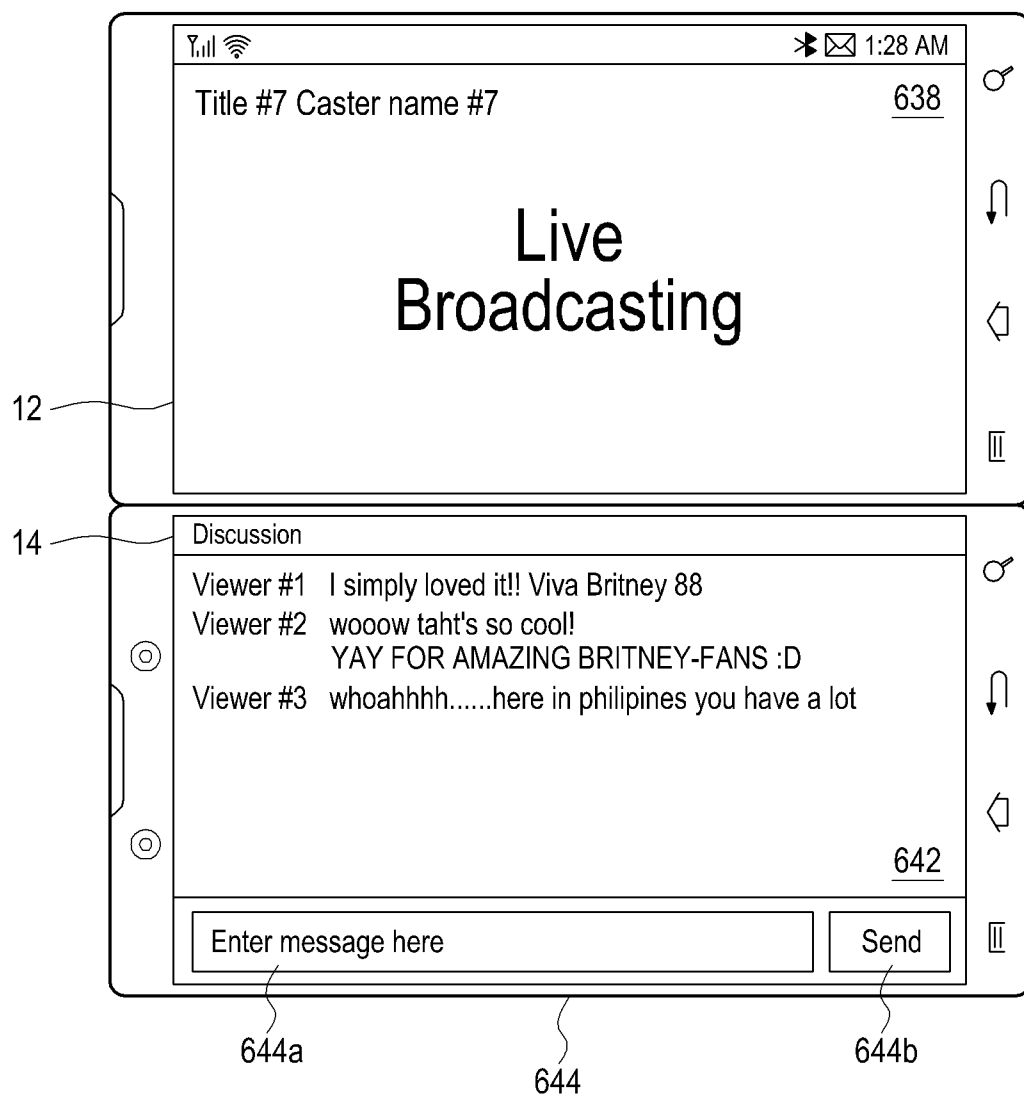 1:28 AM
Title #7 Caster name #7
638
Live
Broadcasting
12
14
Discussion
Viewer #1 I simply loved it!! Viva Britney 88
Viewer #2 wooow taht's so cool!
YAY FOR AMAZING BRITNEY-FANS :D
Viewer #3 whoahhhh......here in philipines you have a lot
642
Enter message here
Send
644a
644
644b